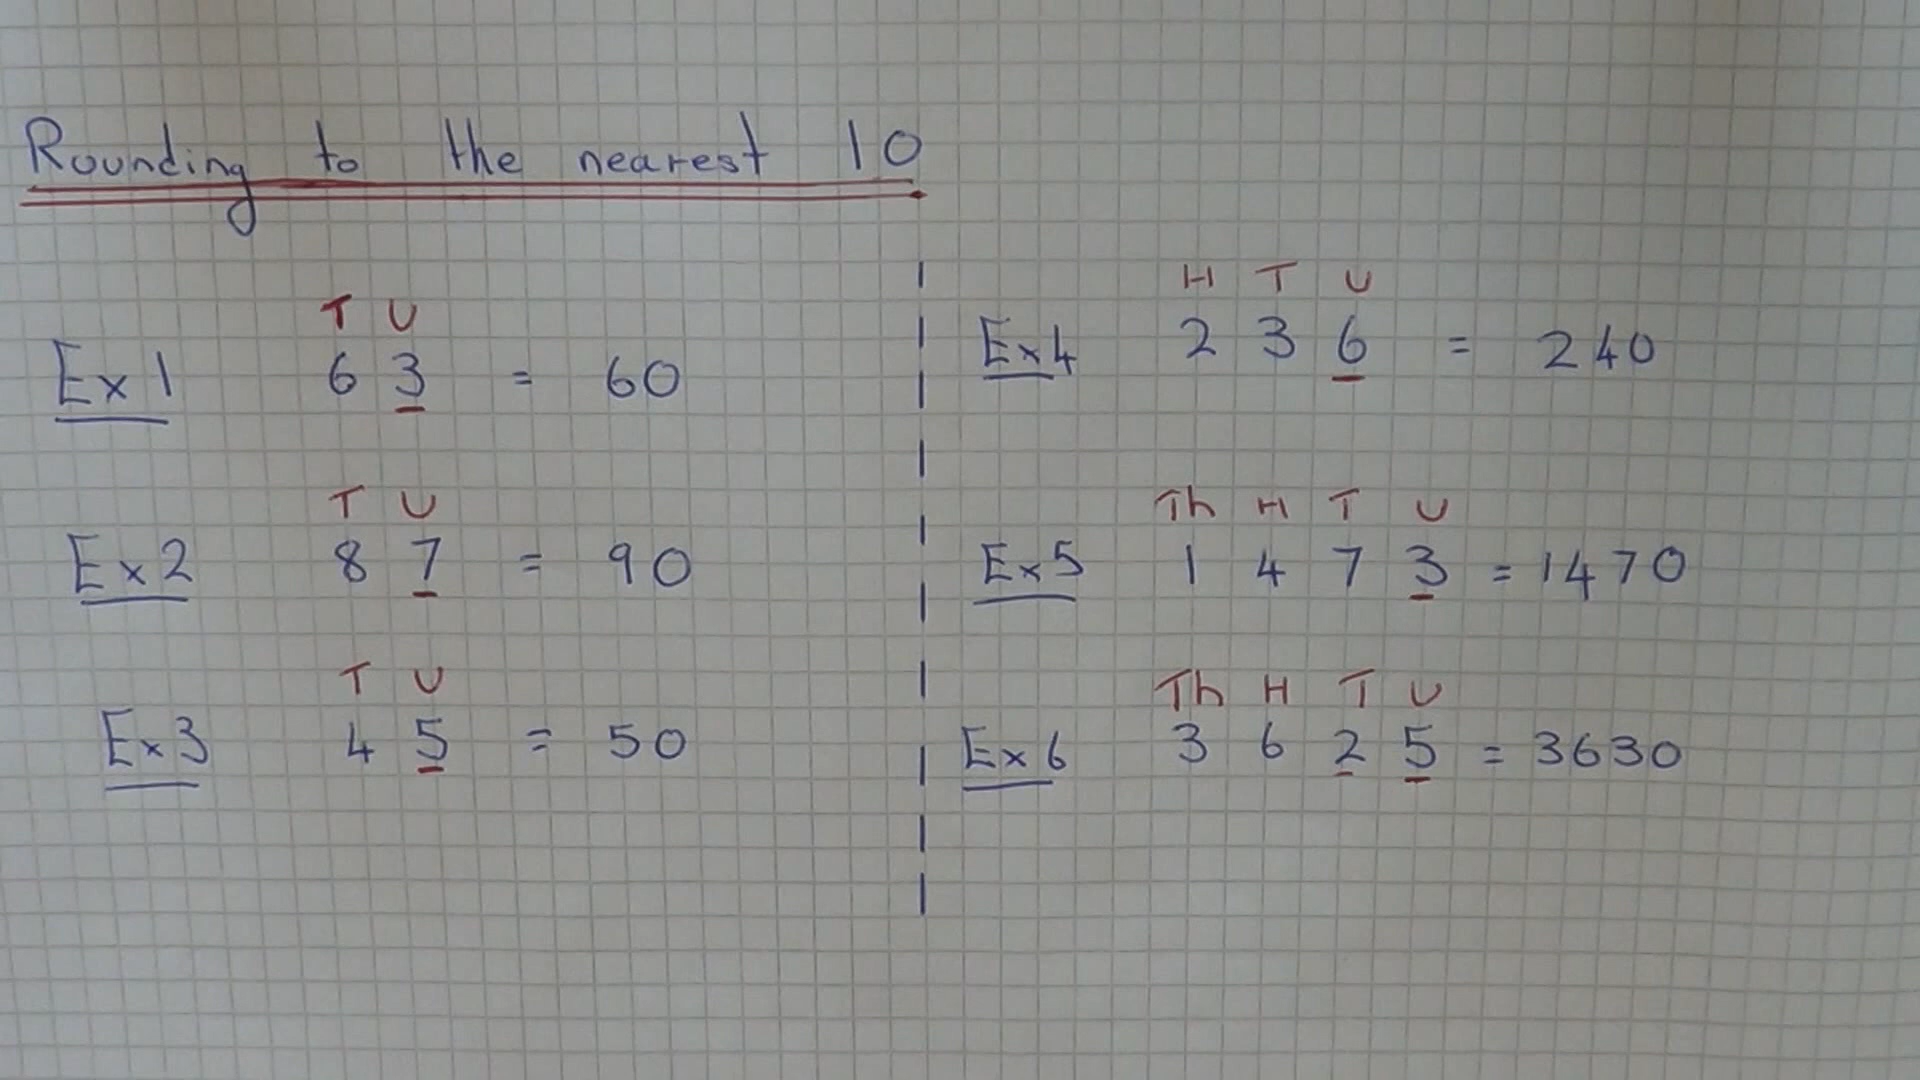 Rounding to the nearest 10
T U
Ex 1 6 3 = 60
T U
Ex 2 8 7 = 90
T U
Ex 3 4 5 = 50
H T U
Ex 4 2 3 6 = 240
Th H T U
Ex 5 1 4 7 3 = 1470
Th H T U
Ex 6 3 6 2 5 = 3630